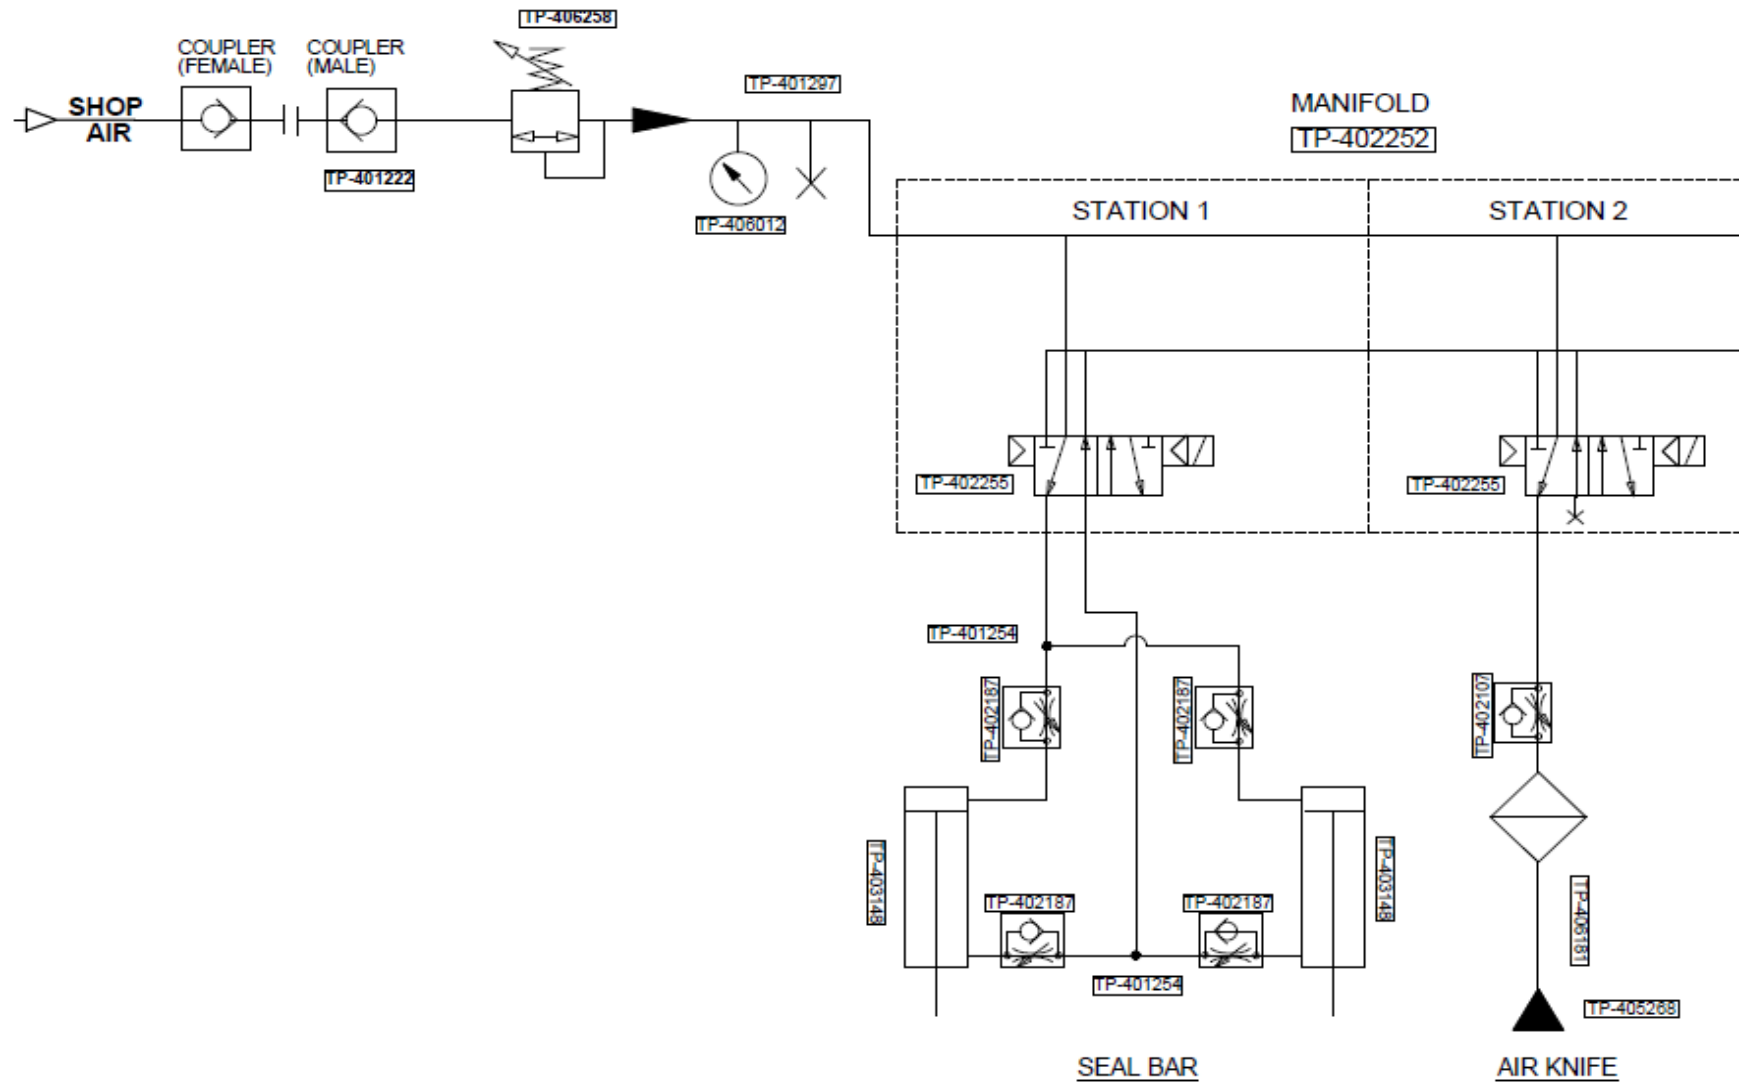 TP-406258
COUPLER
(FEMALE)
COUPLER
(MALE)
SHOP
AIR
TP-401222
TP-401297
TP-406012
MANIFOLD
TP-402252
STATION 1
STATION 2
TP-402255
TP-402255
TP-401254
TP-402187
TP-402187
TP-402107
TP-403148
TP-403148
TP-402187
TP-402187
TP-401254
TP-406181
TP-405268
SEAL BAR
AIR KNIFE